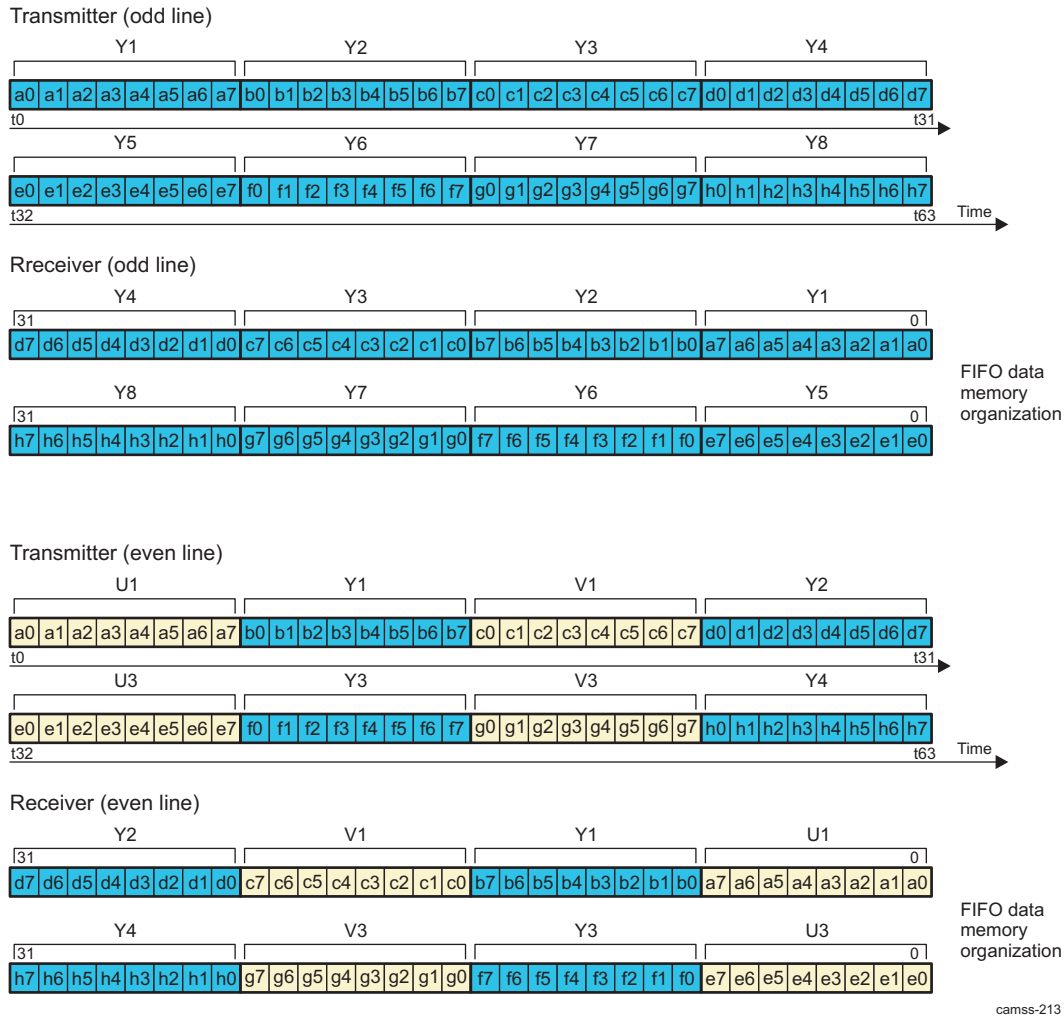 Transmitter (odd line)
Y1 Y2 Y3 Y4
a0 a1 a2 a3 a4 a5 a6 a7 b0 b1 b2 b3 b4 b5 b6 b7 c0 c1 c2 c3 c4 c5 c6 c7 d0 d1 d2 d3 d4 d5 d6 d7
t0 t31
Y5 Y6 Y7 Y8
e0 e1 e2 e3 e4 e5 e6 e7 f0 f1 f2 f3 f4 f5 f6 f7 g0 g1 g2 g3 g4 g5 g6 g7 h0 h1 h2 h3 h4 h5 h6 h7
t32 t63 Time
Rreceiver (odd line)
Y4 Y3 Y2 Y1
31 0
d7 d6 d5 d4 d3 d2 d1 d0 c7 c6 c5 c4 c3 c2 c1 c0 b7 b6 b5 b4 b3 b2 b1 b0 a7 a6 a5 a4 a3 a2 a1 a0
FIFO data
memory
organization
Y8 Y7 Y6 Y5
31 0
h7 h6 h5 h4 h3 h2 h1 h0 g7 g6 g5 g4 g3 g2 g1 g0 f7 f6 f5 f4 f3 f2 f1 f0 e7 e6 e5 e4 e3 e2 e1 e0
Transmitter (even line)
U1 Y1 V1 Y2
a0 a1 a2 a3 a4 a5 a6 a7 b0 b1 b2 b3 b4 b5 b6 b7 c0 c1 c2 c3 c4 c5 c6 c7 d0 d1 d2 d3 d4 d5 d6 d7
t0 t31
U3 Y3 V3 Y4
e0 e1 e2 e3 e4 e5 e6 e7 f0 f1 f2 f3 f4 f5 f6 f7 g0 g1 g2 g3 g4 g5 g6 g7 h0 h1 h2 h3 h4 h5 h6 h7
t32 t63 Time
Receiver (even line)
Y2 V1 Y1 U1
31 0
d7 d6 d5 d4 d3 d2 d1 d0 c7 c6 c5 c4 c3 c2 c1 c0 b7 b6 b5 b4 b3 b2 b1 b0 a7 a6 a5 a4 a3 a2 a1 a0
FIFO data
memory
organization
Y4 V3 Y3 U3
31 0
h7 h6 h5 h4 h3 h2 h1 h0 g7 g6 g5 g4 g3 g2 g1 g0 f7 f6 f5 f4 f3 f2 f1 f0 e7 e6 e5 e4 e3 e2 e1 e0
camss-213